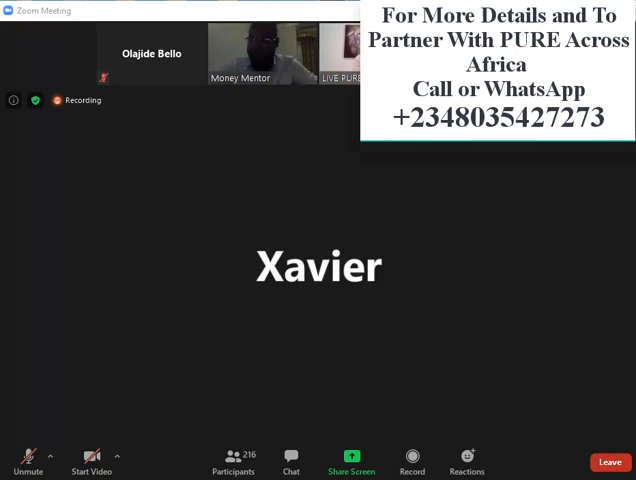 Zoom Meeting
For More Details and To
Partner With PURE Across
Africa
Call or WhatsApp
+2348035427273
Olajide Bello
Money Mentor
LIVE PURE
Recording
Xavier
Unmute
Start Video
216
Participants
Chat
Share Screen
Record
Reactions
Leave